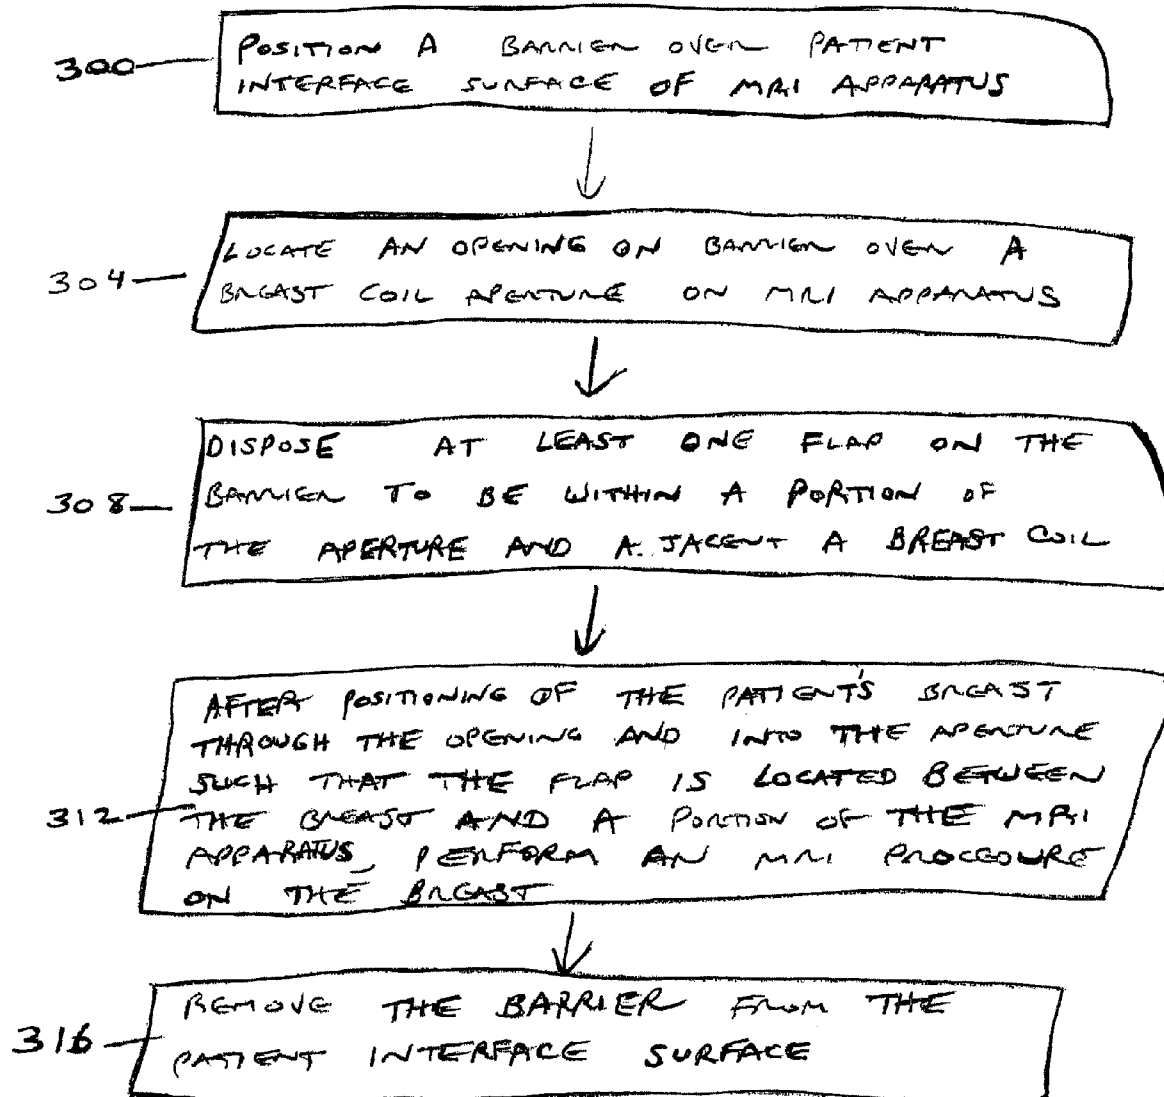 300
POSITION A BARRIER OVER PATIENT
INTERFACE SURFACE OF MRI APPARATUS
304
LOCATE AN OPENING ON BARRIER OVER A
BREAST COIL APERTURE ON MRI APPARATUS
308
DISPOSE AT LEAST ONE FLAP ON THE
BARRIER TO BE WITHIN A PORTION OF
THE APERTURE AND A.JACENT A BREAST COIL
312
AFTER POSITIONING OF THE PATIENT'S BREAST
THROUGH THE OPENING AND INTO THE APERTURE
SUCH THAT THE FLAP IS LOCATED BETWEEN
THE BREAST AND A PORTION OF THE MRI
APPARATUS, PERFORM AN MRI PROCEDURE
ON THE BREAST
316
REMOVE THE BARRIER FROM THE
PATIENT INTERFACE SURFACE